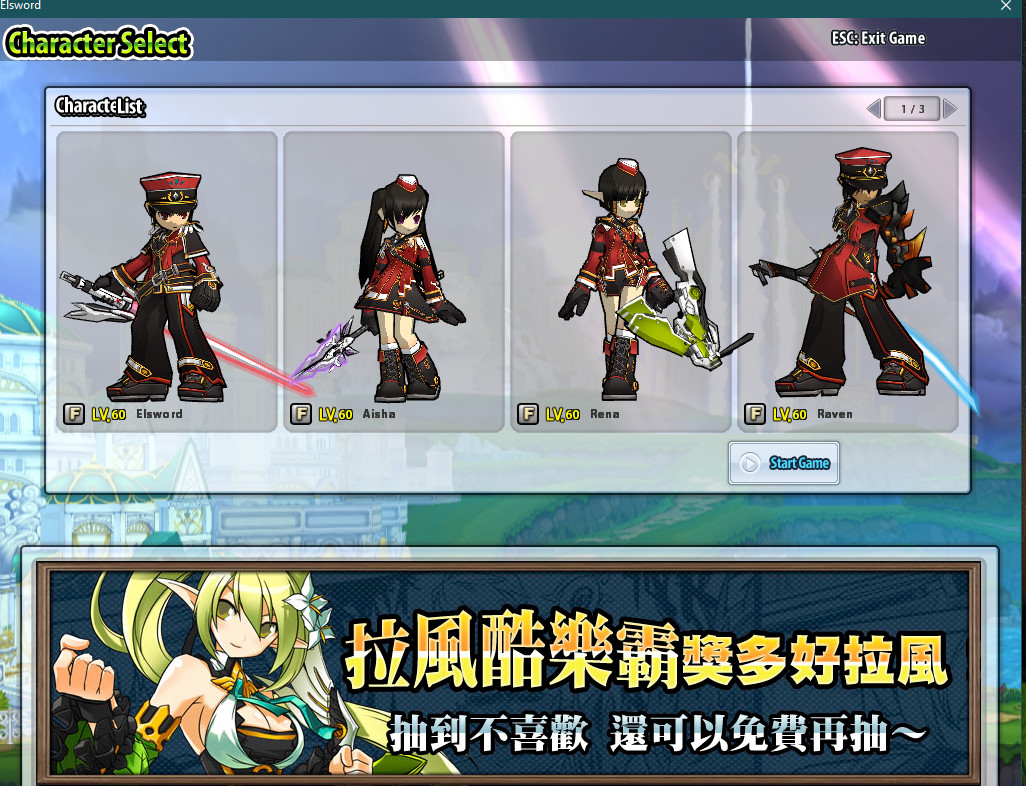 Elsword
Character Select
ESC: Exit Game
CharacteList
1 / 3
F LV.60 Elsword
F LV.60 Aisha
F LV.60 Rena
F LV.60 Raven
Start Game
拉風酷樂霸獎多好拉風
抽到不喜歡 還可以免費再抽～